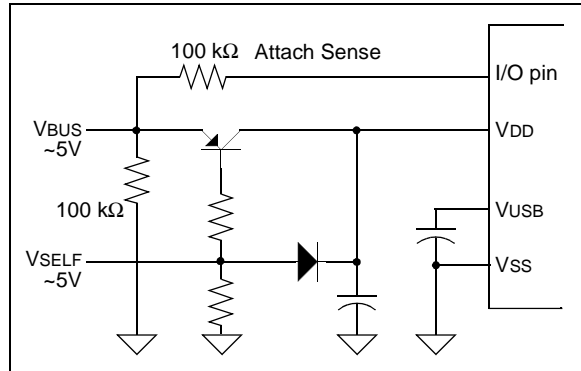 100 kΩ Attach Sense
I/O pin
VBUS
~5V
VDD
100 kΩ
VUSB
VSELF
~5V
VSS